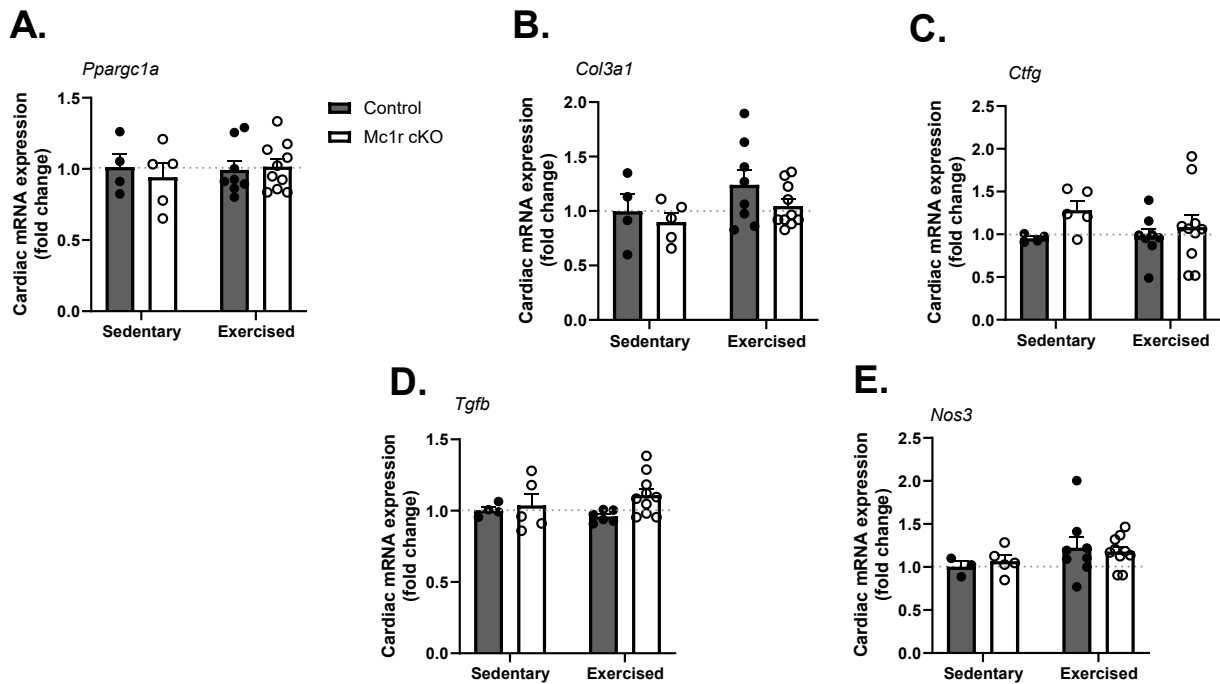 A.
Ppargc1a
Cardiac mRNA expression
(fold change)
1.5
1.0
0.5
0.0
Sedentary
Exercised
Control
Mc1r cKO
B.
Col3a1
Cardiac mRNA expression
(fold change)
2.0
1.5
1.0
0.5
0.0
Sedentary
Exercised
C.
Ctfg
Cardiac mRNA expression
(fold change)
2.5
2.0
1.5
1.0
0.5
0.0
Sedentary
Exercised
D.
Tgfb
Cardiac mRNA expression
(fold change)
1.5
1.0
0.5
0.0
Sedentary
Exercised
E.
Nos3
Cardiac mRNA expression
(fold change)
2.5
2.0
1.5
1.0
0.5
0.0
Sedentary
Exercised